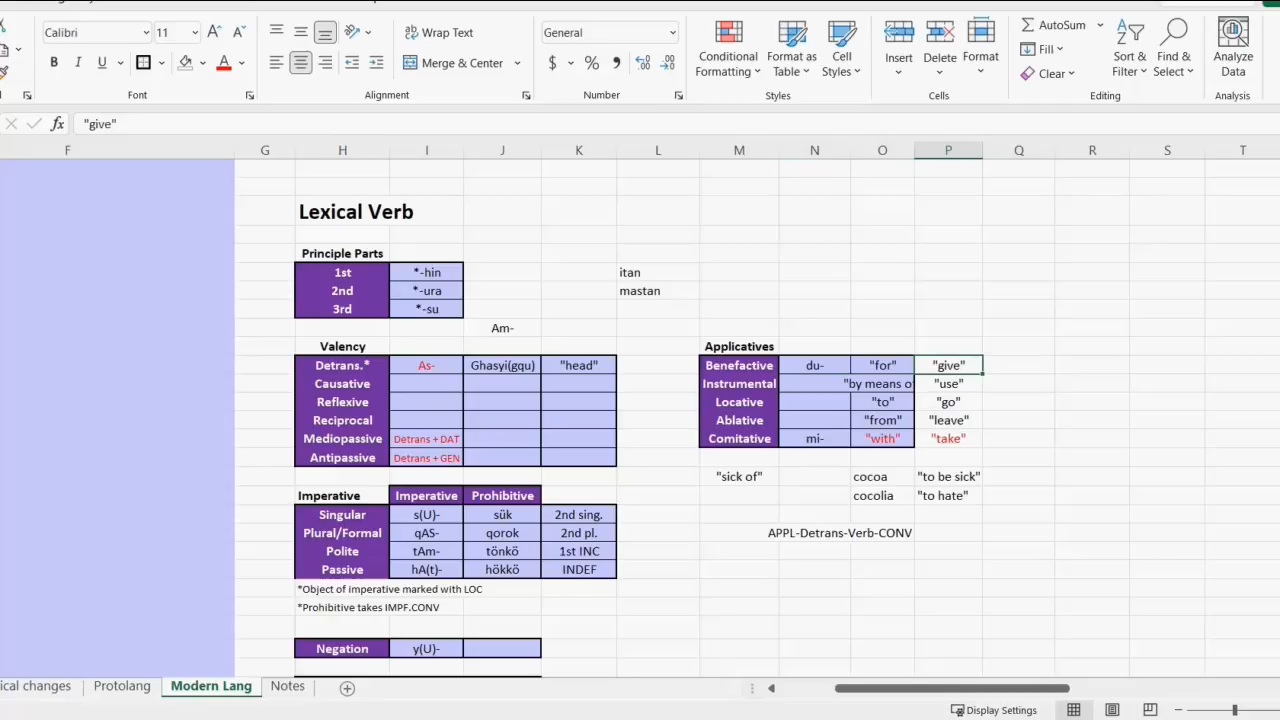 Calibri 11 Wrap Text General AutoSum
Conditional Formatting Format as Table Cell Styles Insert Delete Format Fill Sort & Filter Find & Select Analyze Data
B I U Merge & Center $ % Clear
Font Alignment Number Styles Cells Editing Analysis
fx "give"
F G H I J K L M N O P Q R S T
Lexical Verb
Principle Parts
1st *-hin itan
2nd *-ura mastan
3rd *-su
Am-
Valency Applicatives
Detrans.* As- Ghasyi(gqu) "head" Benefactive du- "for" "give"
Causative Instrumental "by means o "use"
Reflexive Locative "to" "go"
Reciprocal Ablative "from" "leave"
Mediopassive Detrans + DAT Comitative mi- "with" "take"
Antipassive Detrans + GEN
"sick of" cocoa "to be sick"
Imperative Imperative Prohibitive cocolia "to hate"
Singular s(U)- sük 2nd sing.
Plural/Formal qAS- qorok 2nd pl. APPL-Detrans-Verb-CONV
Polite tAm- tönkö 1st INC
Passive hA(t)- hökkö INDEF
*Object of imperative marked with LOC
*Prohibitive takes IMPF.CONV
Negation y(U)-
ical changes Protolang Modern Lang Notes
Display Settings